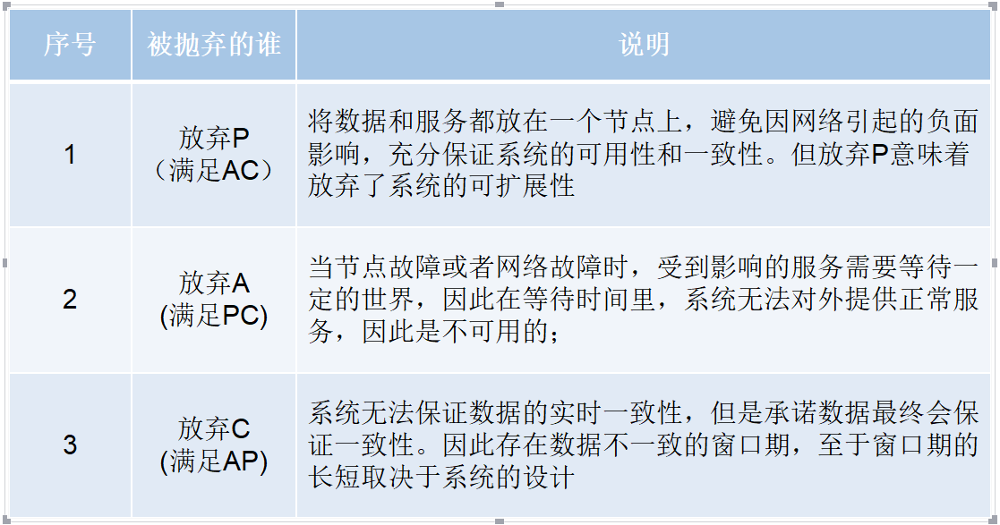 序号
被抛弃的谁
说明
1
放弃P
（满足AC）
将数据和服务都放在一个节点上，避免因网络引起的负面
影响，充分保证系统的可用性和一致性。但放弃P意味着
放弃了系统的可扩展性
2
放弃A
(满足PC)
当节点故障或者网络故障时，受到影响的服务需要等待一
定的世界，因此在等待时间里，系统无法对外提供正常服
务，因此是不可用的；
3
放弃C
(满足AP)
系统无法保证数据的实时一致性，但是承诺数据最终会保
证一致性。因此存在数据不一致的窗口期，至于窗口期的
长短取决于系统的设计